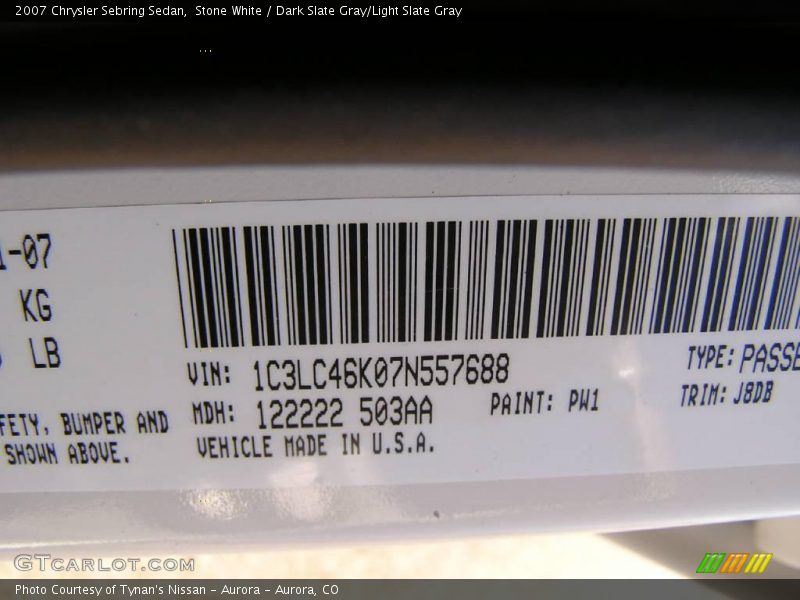 2007 Chrysler Sebring Sedan,  Stone White / Dark Slate Gray/Light Slate Gray
...
-07
KG
LB
VIN: 1C3LC46K07N557688
TYPE: PASSE
MDH: 122222 503AA
PAINT: PW1
TRIM: J8DB
FETY, BUMPER AND
VEHICLE MADE IN U.S.A.
SHOWN ABOVE.
GTCARLOT.COM
Photo Courtesy of Tynan's Nissan - Aurora - Aurora, CO